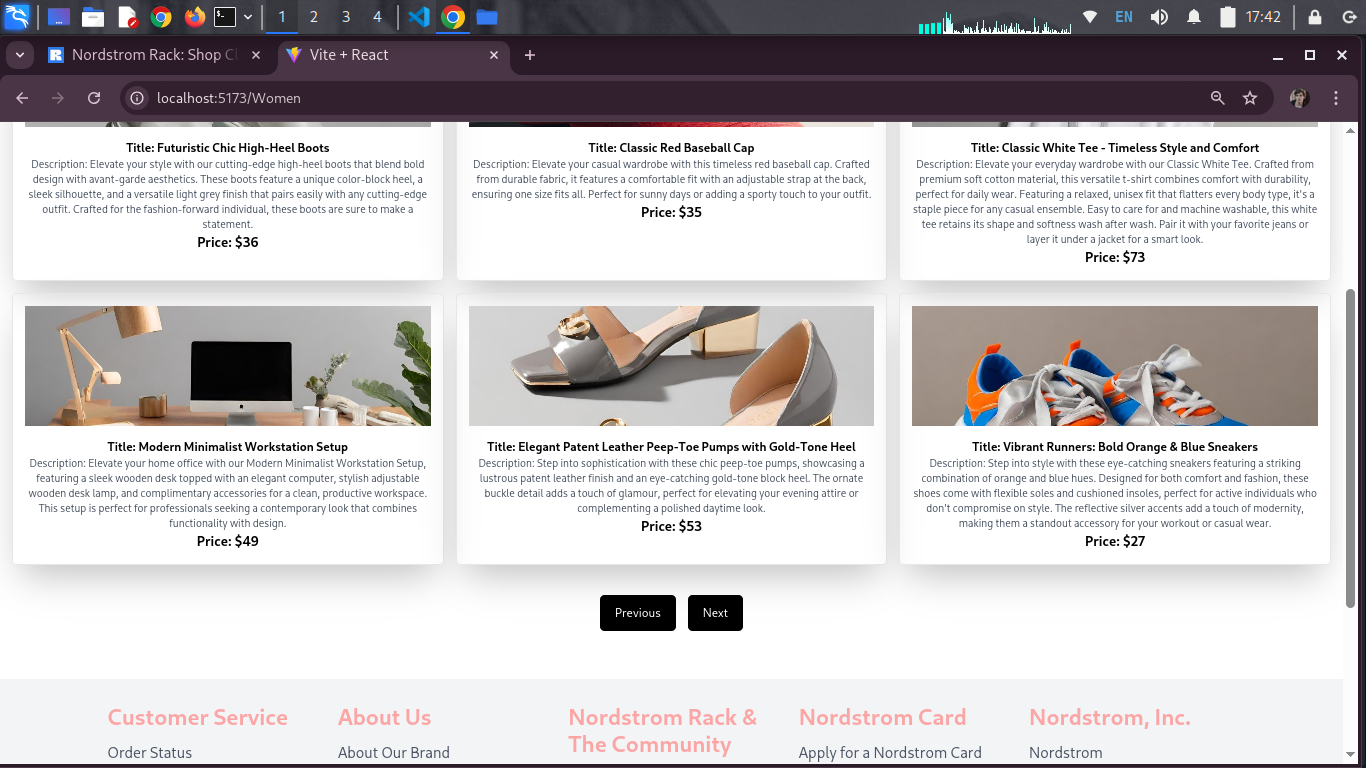 1 2 3 4 EN 17:42
Nordstrom Rack: Shop Cl
Vite + React
localhost:5173/Women
Title: Futuristic Chic High-Heel Boots
Description: Elevate your style with our cutting-edge high-heel boots that blend bold
design with avant-garde aesthetics. These boots feature a unique color-block heel, a
sleek silhouette, and a versatile light grey finish that pairs easily with any cutting-edge
outfit. Crafted for the fashion-forward individual, these boots are sure to make a
statement.
Price: $36
Title: Classic Red Baseball Cap
Description: Elevate your casual wardrobe with this timeless red baseball cap. Crafted
from durable fabric, it features a comfortable fit with an adjustable strap at the back,
ensuring one size fits all. Perfect for sunny days or adding a sporty touch to your outfit.
Price: $35
Title: Classic White Tee - Timeless Style and Comfort
Description: Elevate your everyday wardrobe with our Classic White Tee. Crafted from
premium soft cotton material, this versatile t-shirt combines comfort with durability,
perfect for daily wear. Featuring a relaxed, unisex fit that flatters every body type, it's a
staple piece for any casual ensemble. Easy to care for and machine washable, this white
tee retains its shape and softness wash after wash. Pair it with your favorite jeans or
layer it under a jacket for a smart look.
Price: $73
Title: Modern Minimalist Workstation Setup
Description: Elevate your home office with our Modern Minimalist Workstation Setup,
featuring a sleek wooden desk topped with an elegant computer, stylish adjustable
wooden desk lamp, and complimentary accessories for a clean, productive workspace.
This setup is perfect for professionals seeking a contemporary look that combines
functionality with design.
Price: $49
Title: Elegant Patent Leather Peep-Toe Pumps with Gold-Tone Heel
Description: Step into sophistication with these chic peep-toe pumps, showcasing a
lustrous patent leather finish and an eye-catching gold-tone block heel. The ornate
buckle detail adds a touch of glamour, perfect for elevating your evening attire or
complementing a polished daytime look.
Price: $53
Title: Vibrant Runners: Bold Orange & Blue Sneakers
Description: Step into style with these eye-catching sneakers featuring a striking
combination of orange and blue hues. Designed for both comfort and fashion, these
shoes come with flexible soles and cushioned insoles, perfect for active individuals who
don't compromise on style. The reflective silver accents add a touch of modernity,
making them a standout accessory for your workout or casual wear.
Price: $27
Previous
Next
Customer Service
Order Status
About Us
About Our Brand
Nordstrom Rack &
The Community
Nordstrom Card
Apply for a Nordstrom Card
Nordstrom, Inc.
Nordstrom